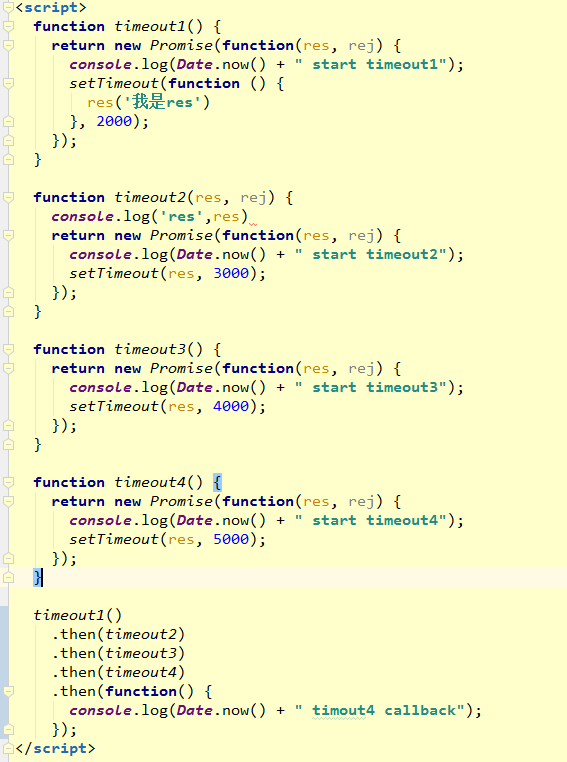 <script>
function timeout1() {
return new Promise(function(res, rej) {
console.log(Date.now() + " start timeout1");
setTimeout(function () {
res('我是res')
}, 2000);
});
}
function timeout2(res, rej) {
console.log('res',res)
return new Promise(function(res, rej) {
console.log(Date.now() + " start timeout2");
setTimeout(res, 3000);
});
}
function timeout3() {
return new Promise(function(res, rej) {
console.log(Date.now() + " start timeout3");
setTimeout(res, 4000);
});
}
function timeout4() {
return new Promise(function(res, rej) {
console.log(Date.now() + " start timeout4");
setTimeout(res, 5000);
});
}
timeout1()
.then(timeout2)
.then(timeout3)
.then(timeout4)
.then(function() {
console.log(Date.now() + " timout4 callback");
});
</script>